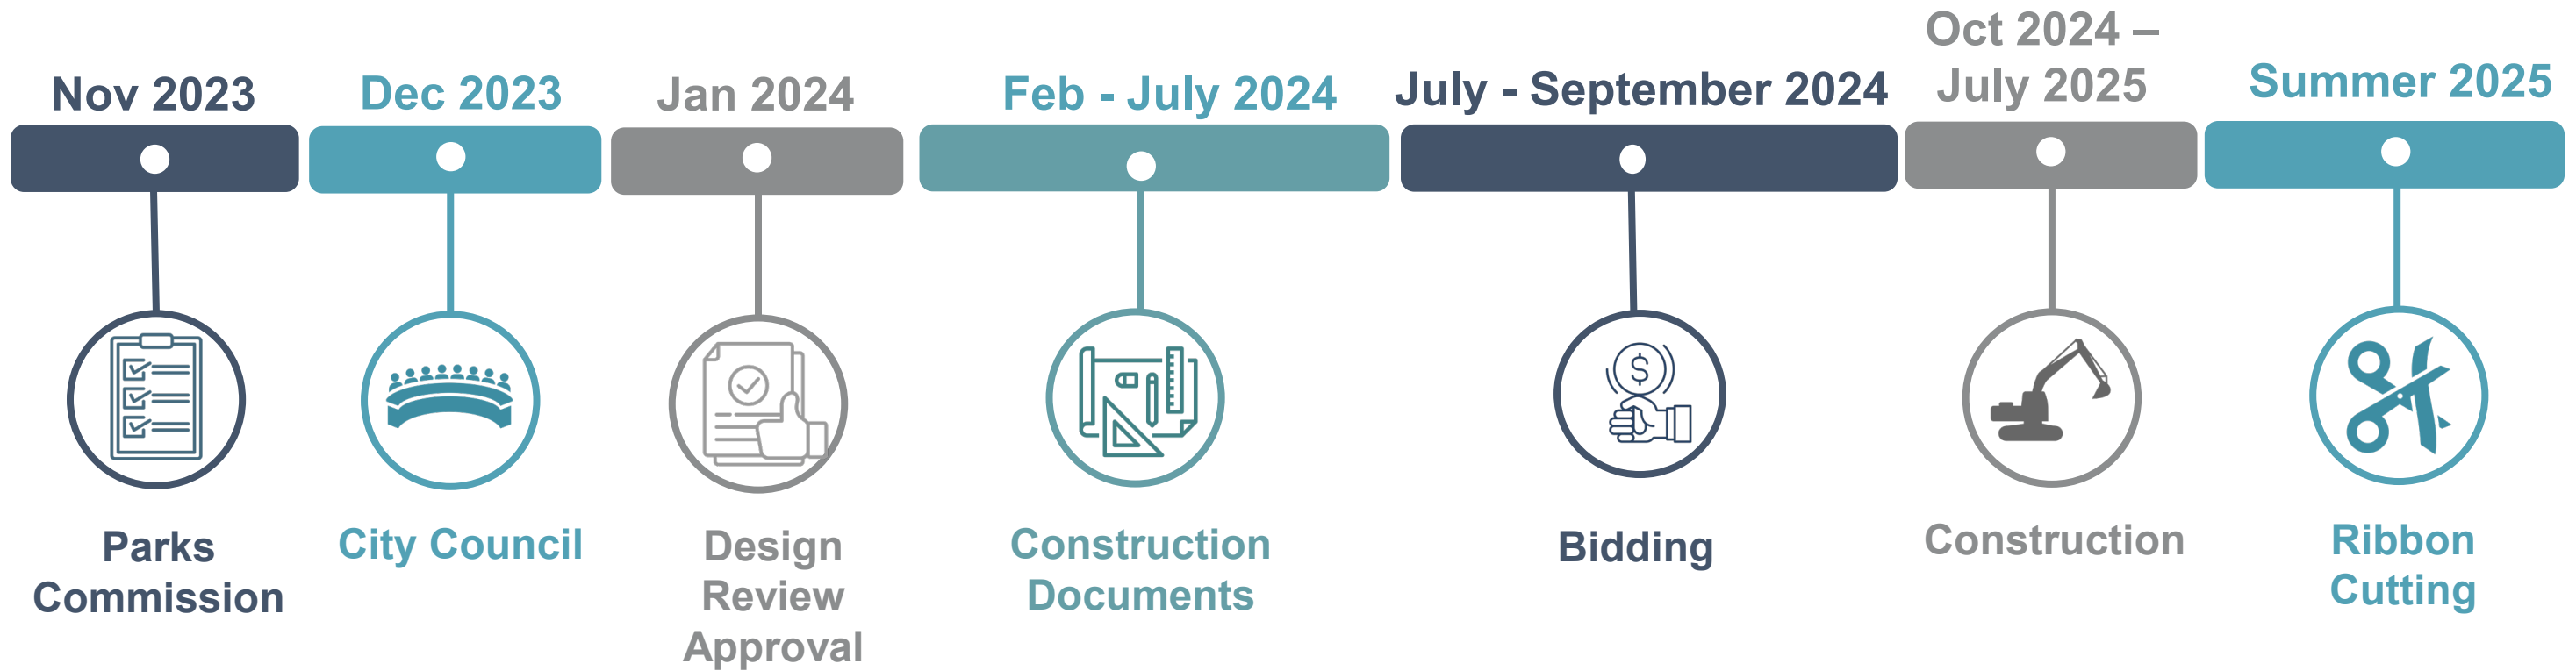 Nov 2023
Dec 2023
Jan 2024
Feb - July 2024
July - September 2024
Oct 2024 –
July 2025
Summer 2025
Parks
Commission
City Council
Design
Review
Approval
Construction
Documents
Bidding
Construction
Ribbon
Cutting